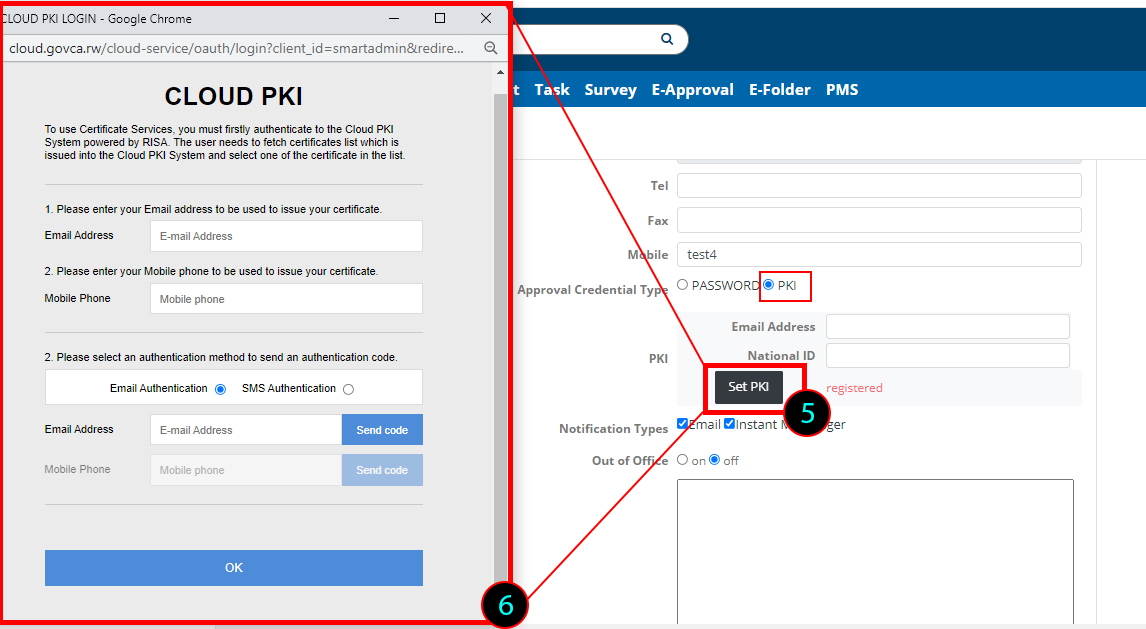 CLOUD PKI LOGIN - Google Chrome
cloud.govca.rw/cloud-service/oauth/login?client_id=smartadmin&redire...
CLOUD PKI
To use Certificate Services, you must firstly authenticate to the Cloud PKI
System powered by RISA. The user needs to fetch certificates list which is
issued into the Cloud PKI System and select one of the certificate in the list.
1. Please enter your Email address to be used to issue your certificate.
Email Address E-mail Address
2. Please enter your Mobile phone to be used to issue your certificate.
Mobile Phone Mobile phone
2. Please select an authentication method to send an authentication code.
Email Authentication SMS Authentication
Email Address E-mail Address Send code
Mobile Phone Mobile phone Send code
OK
6
t Task Survey E-Approval E-Folder PMS
Tel
Fax
Mobile test4
Approval Credential Type PASSWORD PKI
Email Address
National ID
PKI
Set PKI registered
5
Notification Types Email Instant M ger
Out of Office on off